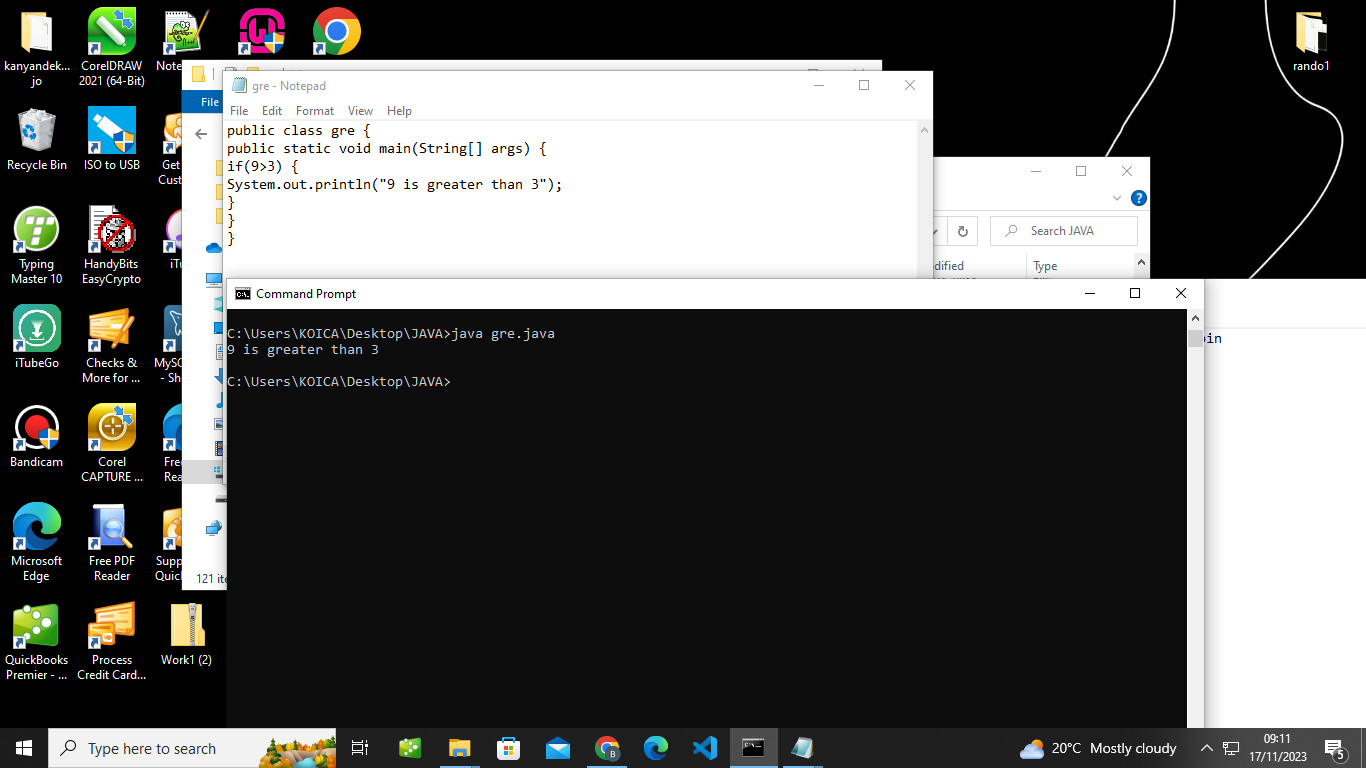 kanyandek...
jo
CorelDRAW
2021 (64-Bit)
Note
rando1
Recycle Bin
ISO to USB
Get
Cust...
Typing
Master 10
HandyBits
EasyCrypto
iTu
iTubeGo
Checks &
More for ...
MySC
- Sh
Bandicam
Corel
CAPTURE ...
Free
Rea
Microsoft
Edge
Free PDF
Reader
Supp
Quick
QuickBooks
Premier - ...
Process
Credit Card...
Work1 (2)
File
121 ite
gre - Notepad
File Edit Format View Help
public class gre {
public static void main(String[] args) {
if(9>3) {
System.out.println("9 is greater than 3");
}
}
}
Search JAVA
dified
Type
Command Prompt
C:\Users\KOICA\Desktop\JAVA>java gre.java
9 is greater than 3
C:\Users\KOICA\Desktop\JAVA>
bin
Type here to search
20°C Mostly cloudy
09:11
17/11/2023
5